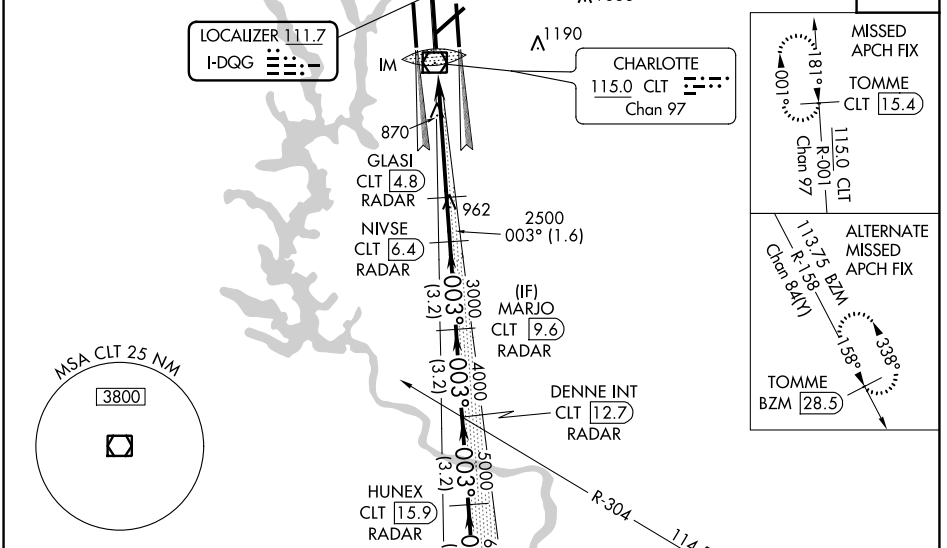 1190
LOCALIZER 111.7
I-DQG
IM
CHARLOTTE
115.0 CLT
Chan 97
870
GLASI
CLT 4.8
RADAR
962
NIVSE
CLT 6.4
RADAR
2500
003° (1.6)
003°
3000
(3.2)
(IF)
MARJO
CLT 9.6
RADAR
003°
4000
(3.2)
DENNE INT
CLT 12.7
RADAR
003°
5000
(3.2)
HUNEX
CLT 15.9
RADAR
R-304
MSA CLT 25 NM
3800
MISSED
APCH FIX
TOMME
CLT 15.4
181°
001°
115.0 CLT
R-001
Chan 97
ALTERNATE
MISSED
APCH FIX
113.75 BZM
R-158
Chan 84(Y)
158°
338°
TOMME
BZM 28.5